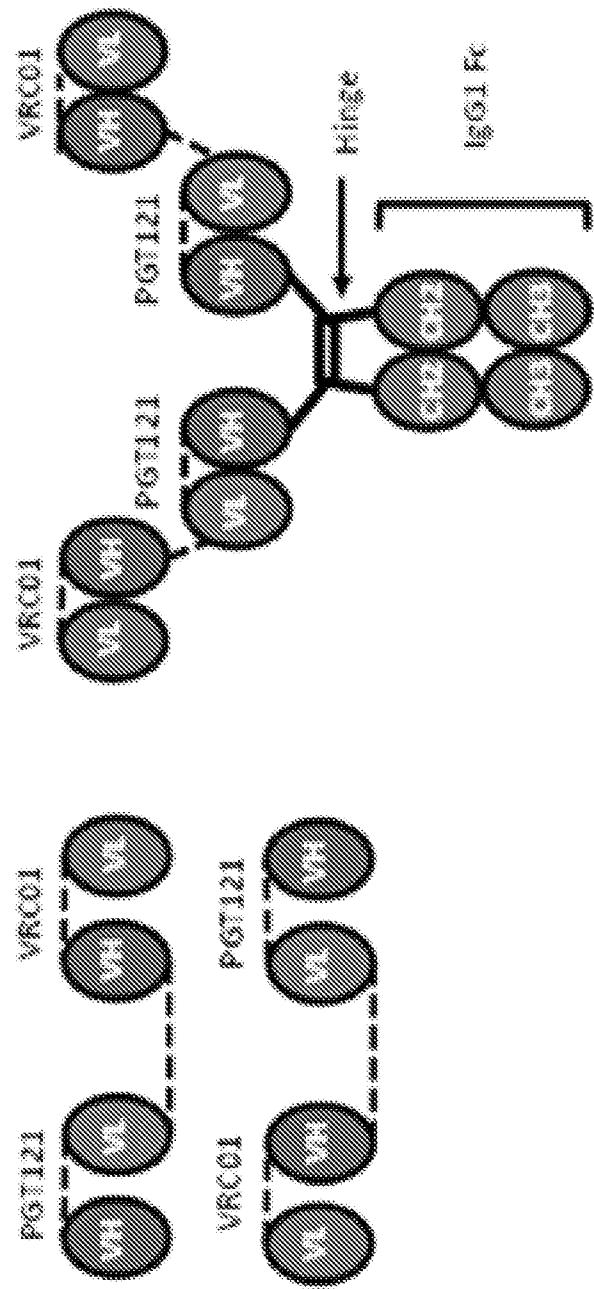 PGT121 VRC01
VH VL VH VL
VRC01 PGT121
VL VH VL VH
VRC01 VRC01
VL VH VH VL
PGT121 PGT121
VL VH VH VL
Hinge
CH2 CH2
IgG1 Fc
CH3 CH3